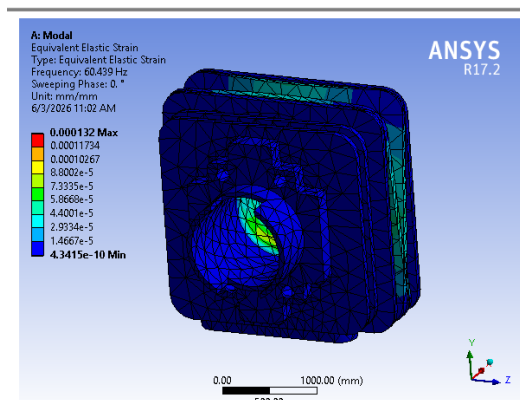 A: Modal
Equivalent Elastic Strain
Type: Equivalent Elastic Strain
Frequency: 60.439 Hz
Sweeping Phase: 0. °
Unit: mm/mm
6/3/2026 11:02 AM
ANSYS
R17.2
0.000132 Max
0.00011734
0.00010267
8.8002e-5
7.3335e-5
5.8668e-5
4.4001e-5
2.9334e-5
1.4667e-5
4.3415e-10 Min
0.00
1000.00 (mm)
Y
Z